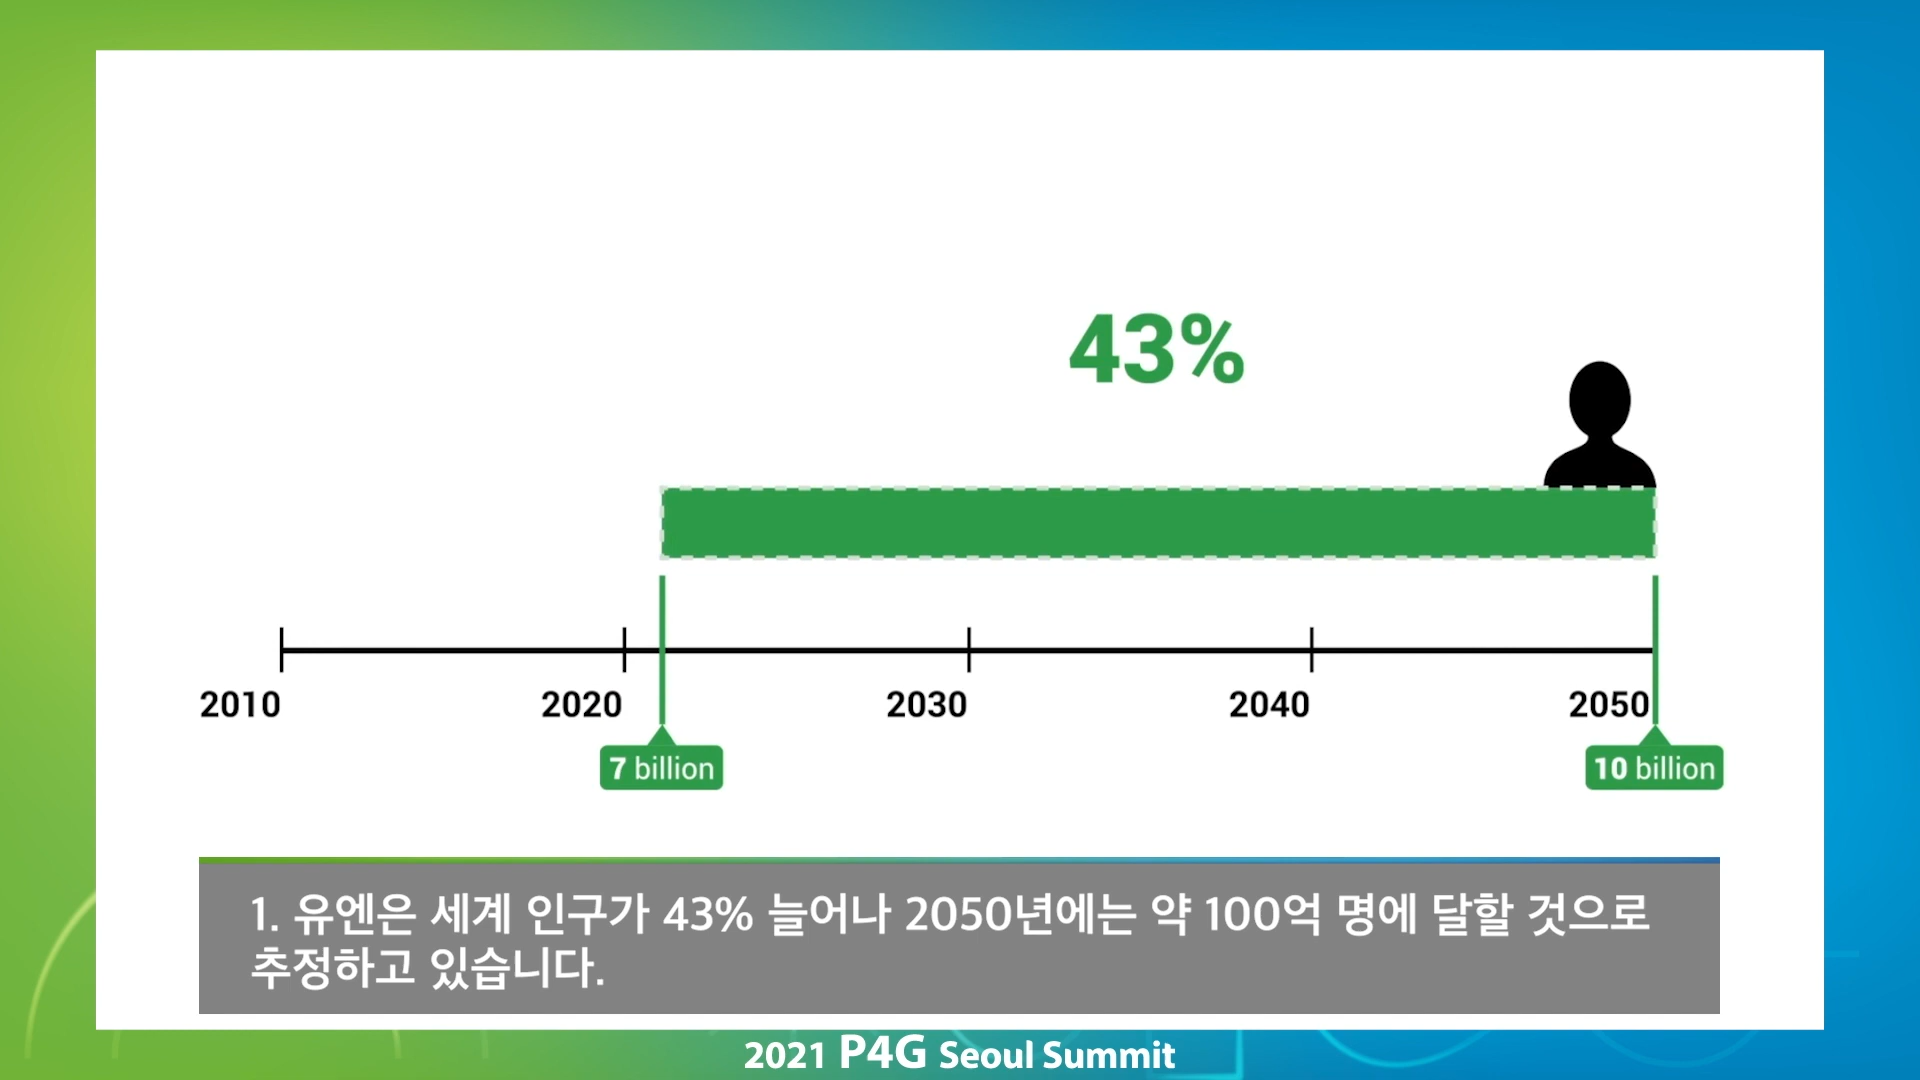 43%
2010 2020 2030 2040 2050
7 billion 10 billion
1. 유엔은 세계 인구가 43% 늘어나 2050년에는 약 100억 명에 달할 것으로
추정하고 있습니다.
2021 P4G Seoul Summit